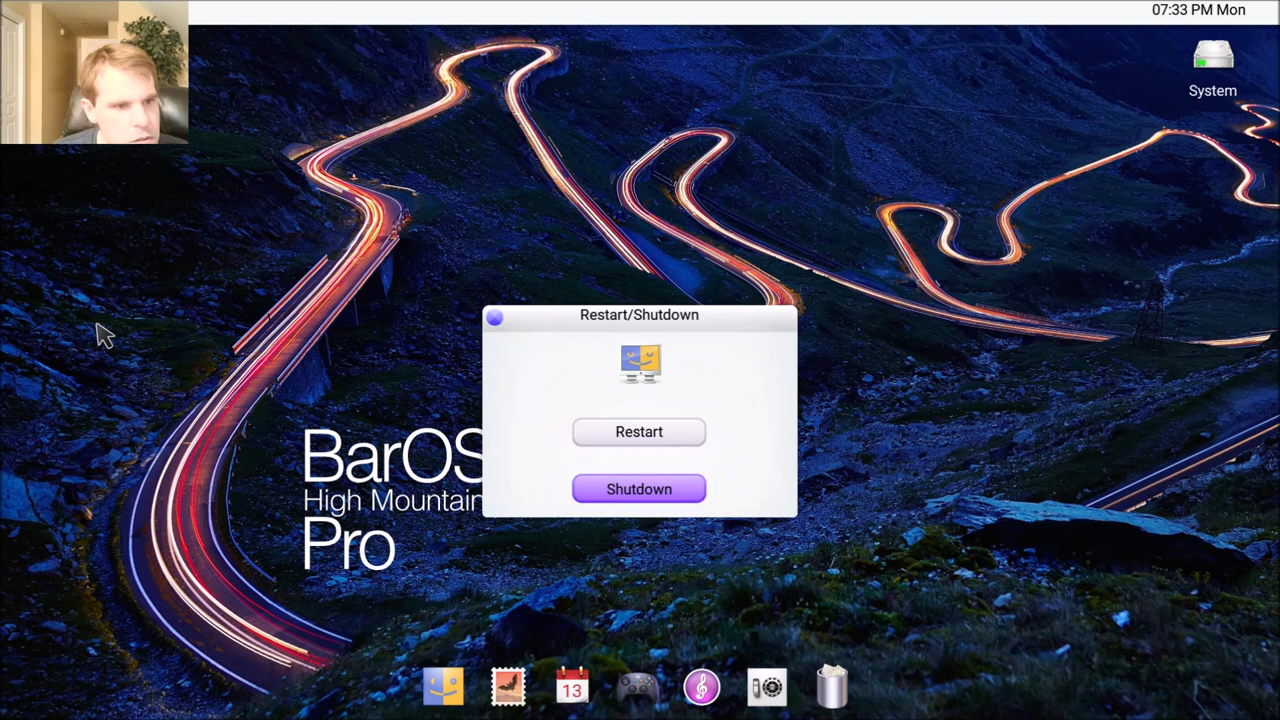 07:33 PM Mon
System
Restart/Shutdown
Restart
Shutdown
BarOS
High Mountain
Pro
13